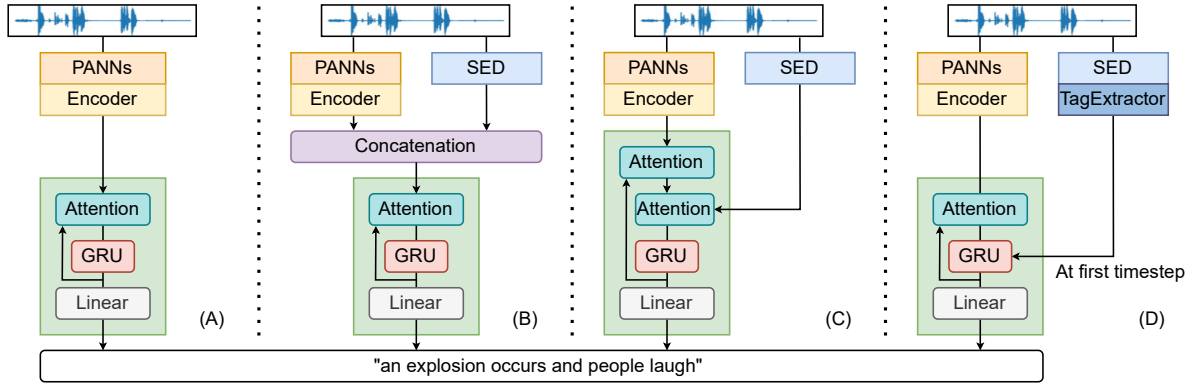 PANNs
Encoder
Attention
GRU
Linear
(A)
PANNs
Encoder
SED
Concatenation
Attention
GRU
Linear
(B)
PANNs
Encoder
SED
Attention
Attention
GRU
Linear
(C)
PANNs
Encoder
SED
TagExtractor
Attention
GRU
At first timestep
Linear
(D)
"an explosion occurs and people laugh"